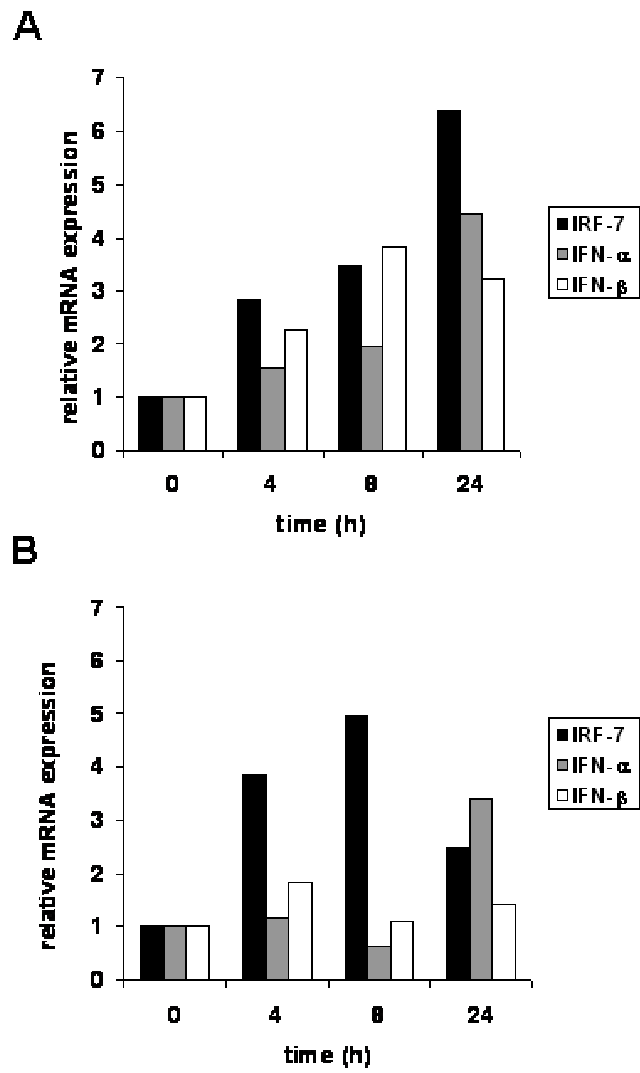 A
7
6
5
4
3
2
1
0
relative mRNA expression
IRF-7
IFN-α
IFN-β
0 4 8 24
time (h)
B
7
6
5
4
3
2
1
0
relative mRNA expression
IRF-7
IFN-α
IFN-β
0 4 8 24
time (h)